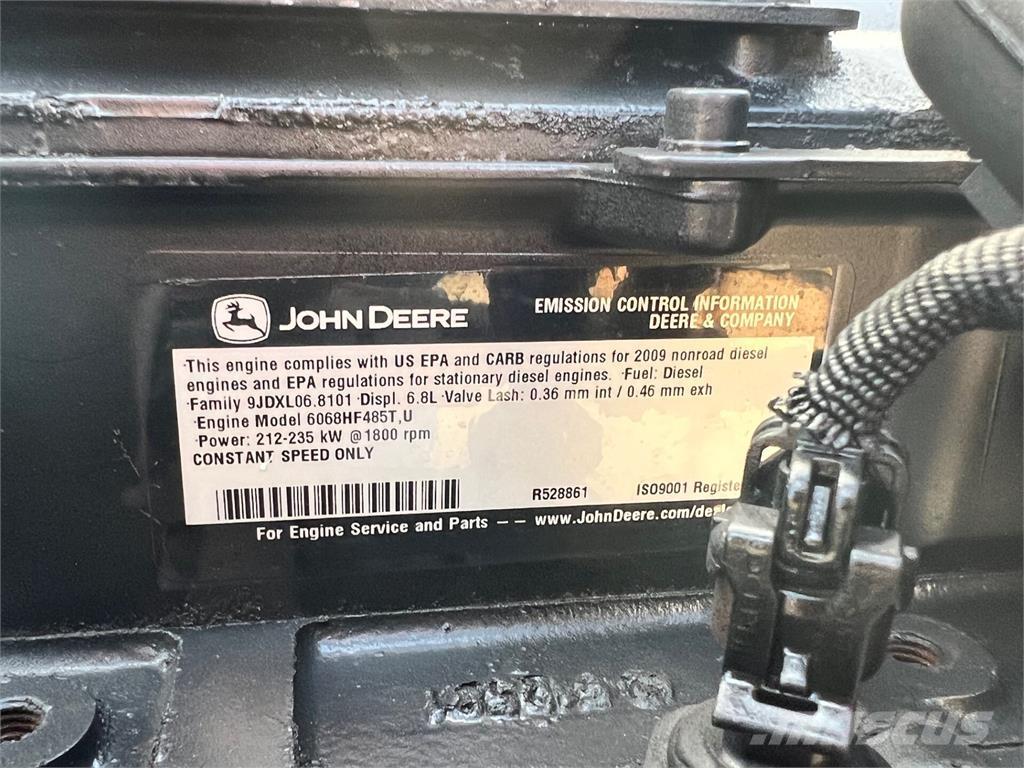 JOHN DEERE
EMISSION CONTROL INFORMATION
DEERE & COMPANY
·This engine complies with US EPA and CARB regulations for 2009 nonroad diesel
engines and EPA regulations for stationary diesel engines. ·Fuel: Diesel
·Family 9JDXL06.8101 ·Displ. 6.8L ·Valve Lash: 0.36 mm int / 0.46 mm exh
·Engine Model 6068HF485T,U
·Power: 212-235 kW @ 1800 rpm
CONSTANT SPEED ONLY
R528861 ISO9001 Register
For Engine Service and Parts -- www.JohnDeere.com/de
MASCUS